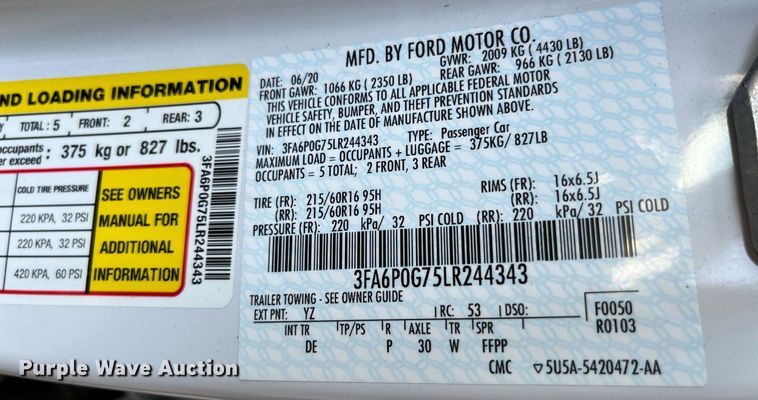 ND LOADING INFORMATION
TOTAL: 5 FRONT: 2 REAR: 3
occupants
exceed : 375 kg or 827 lbs.
COLD TIRE PRESSURE
220 KPA, 32 PSI
220 KPA, 32 PSI
420 KPA, 60 PSI
SEE OWNERS
MANUAL FOR
ADDITIONAL
INFORMATION
3FA6P0G75LR244343
MFD. BY FORD MOTOR CO.
DATE: 06/20 GVWR: 2009 KG (4430 LB)
FRONT GAWR: 1066 KG (2350 LB) REAR GAWR: 966 KG (2130 LB)
THIS VEHICLE CONFORMS TO ALL APPLICABLE FEDERAL MOTOR
VEHICLE SAFETY, BUMPER, AND THEFT PREVENTION STANDARDS
IN EFFECT ON THE DATE OF MANUFACTURE SHOWN ABOVE.
VIN: 3FA6P0G75LR244343 TYPE: Passenger Car
MAXIMUM LOAD = OCCUPANTS + LUGGAGE = 375KG/ 827LB
OCCUPANTS = 5 TOTAL; 2 FRONT, 3 REAR
TIRE (FR): 215/60R16 95H RIMS (FR): 16x6.5J
(RR): 215/60R16 95H (RR): 16x6.5J
PRESSURE (FR): 220 kPa/ 32 PSI COLD (RR): 220 kPa/ 32 PSI COLD
3FA6P0G75LR244343
TRAILER TOWING - SEE OWNER GUIDE
EXT PNT: YZ RC: 53 DSO: F0050
R0103
INT TR TP/PS R AXLE TR SPR
DE P 30 W FFPP
CMC ▽5U5A-5420472-AA
Purple Wave Auction